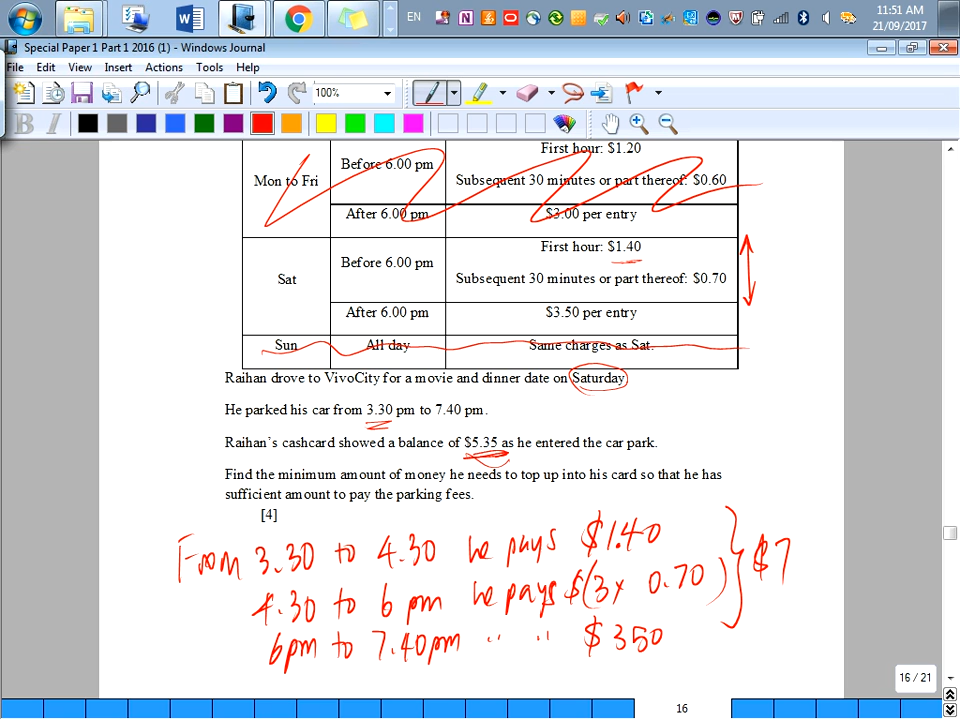 EN
11:51 AM
21/09/2017
Special Paper 1 Part 1 2016 (1) - Windows Journal
File Edit View Insert Actions Tools Help
100%
B I
Mon to Fri
Before 6.00 pm
First hour: $1.20
Subsequent 30 minutes or part thereof: $0.60
After 6.00 pm
$3.00 per entry
Sat
Before 6.00 pm
First hour: $1.40
Subsequent 30 minutes or part thereof: $0.70
After 6.00 pm
$3.50 per entry
Sun
All day
Same charges as Sat.
Raihan drove to VivoCity for a movie and dinner date on Saturday.
He parked his car from 3.30 pm to 7.40 pm.
Raihan's cashcard showed a balance of $5.35 as he entered the car park.
Find the minimum amount of money he needs to top up into his card so that he has
sufficient amount to pay the parking fees.
[4]
From 3.30 to 4.30 he pays $1.40
4.30 to 6 pm he pays $(3 x 0.70) } $7
6pm to 7.40pm " " $350
16 / 21
16